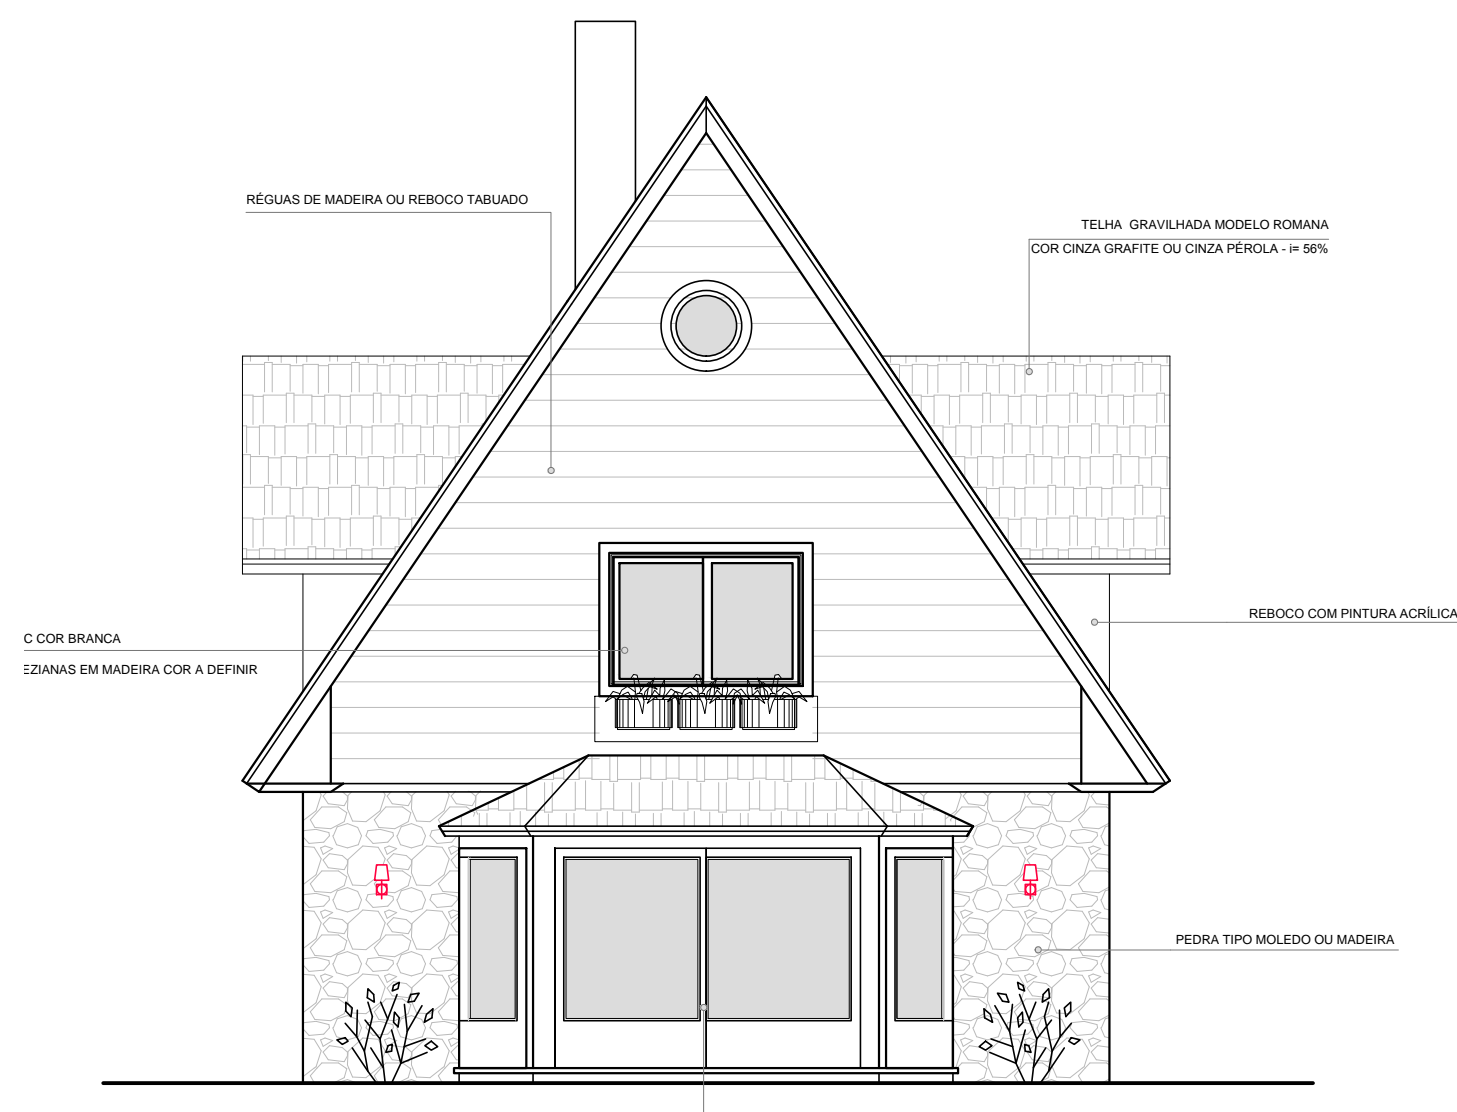 RÉGUAS DE MADEIRA OU REBOCO TABUADO
TELHA GRAVILHADA MODELO ROMANA
COR CINZA GRAFITE OU CINZA PÉROLA - i= 56%
REBOCO COM PINTURA ACRÍLICA
C COR BRANCA
EZIANAS EM MADEIRA COR A DEFINIR
PEDRA TIPO MOLEDO OU MADEIRA